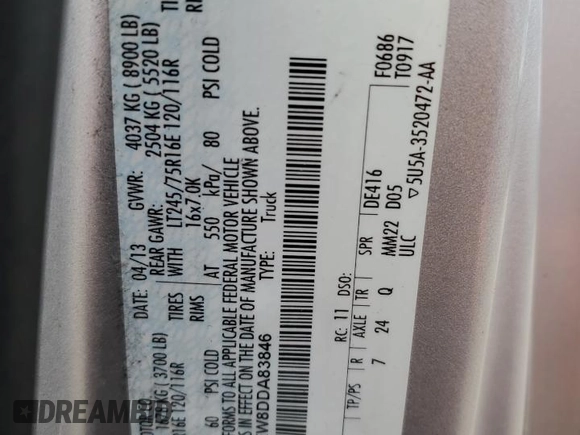 DATE: 04/13 GVWR: 4037 KG ( 8900 LB)
REAR GAWR: 2504 KG ( 5520 LB)
( 3700 LB) WITH LT245/75R16E 120/116R
16E 120/116R TIRES 16x7.0K
RIMS
60 PSI COLD AT 550 kPa/ 80 PSI COLD
FORMS TO ALL APPLICABLE FEDERAL MOTOR VEHICLE
IN EFFECT ON THE DATE OF MANUFACTURE SHOWN ABOVE.
W8DDA83846 TYPE: Truck
F0686
RC: 11 DSO: T0917
TP/PS R AXLE TR SPR DE416
7 24 Q MM22 D05
ULC
▽5U5A-3520472-AA
DREAMBID